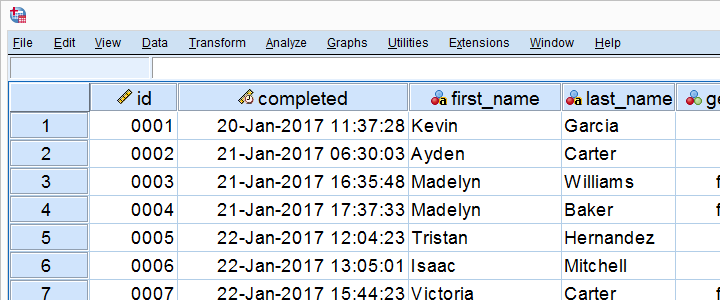 File Edit View Data Transform Analyze Graphs Utilities Extensions Window Help
id completed first_name last_name ge
1 0001 20-Jan-2017 11:37:28 Kevin Garcia
2 0002 21-Jan-2017 06:30:03 Ayden Carter
3 0003 21-Jan-2017 16:35:48 Madelyn Williams f
4 0004 21-Jan-2017 17:37:33 Madelyn Baker f
5 0005 22-Jan-2017 12:04:23 Tristan Hernandez
6 0006 22-Jan-2017 13:05:01 Isaac Mitchell
7 0007 22-Jan-2017 15:44:23 Victoria Carter f